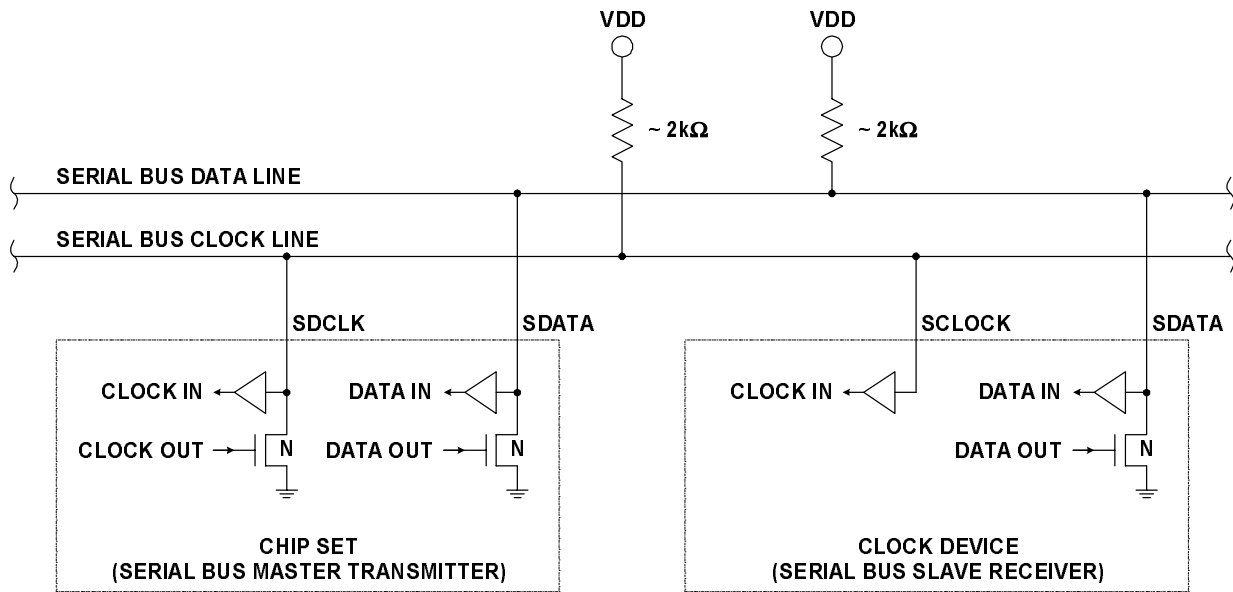 VDD VDD
~ 2kΩ ~ 2kΩ
SERIAL BUS DATA LINE
SERIAL BUS CLOCK LINE
SDCLK SDATA SCLOCK SDATA
CLOCK IN DATA IN CLOCK IN DATA IN
CLOCK OUT N DATA OUT N DATA OUT N
CHIP SET
(SERIAL BUS MASTER TRANSMITTER)
CLOCK DEVICE
(SERIAL BUS SLAVE RECEIVER)